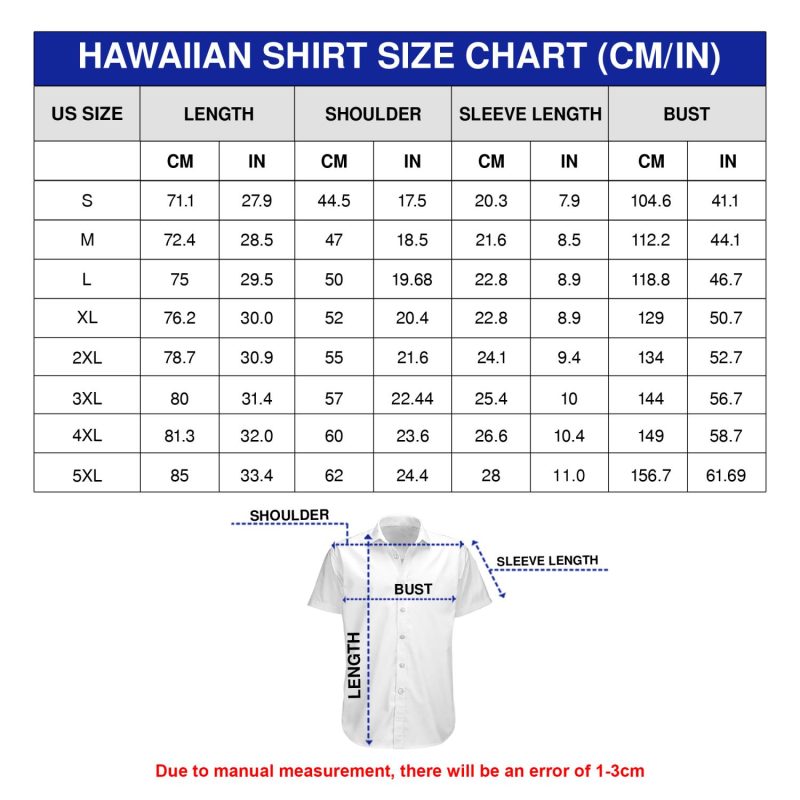 HAWAIIAN SHIRT SIZE CHART (CM/IN)
US SIZE LENGTH SHOULDER SLEEVE LENGTH BUST
CM IN CM IN CM IN CM IN
S 71.1 27.9 44.5 17.5 20.3 7.9 104.6 41.1
M 72.4 28.5 47 18.5 21.6 8.5 112.2 44.1
L 75 29.5 50 19.68 22.8 8.9 118.8 46.7
XL 76.2 30.0 52 20.4 22.8 8.9 129 50.7
2XL 78.7 30.9 55 21.6 24.1 9.4 134 52.7
3XL 80 31.4 57 22.44 25.4 10 144 56.7
4XL 81.3 32.0 60 23.6 26.6 10.4 149 58.7
5XL 85 33.4 62 24.4 28 11.0 156.7 61.69
SHOULDER
SLEEVE LENGTH
BUST
LENGTH
Due to manual measurement, there will be an error of 1-3cm